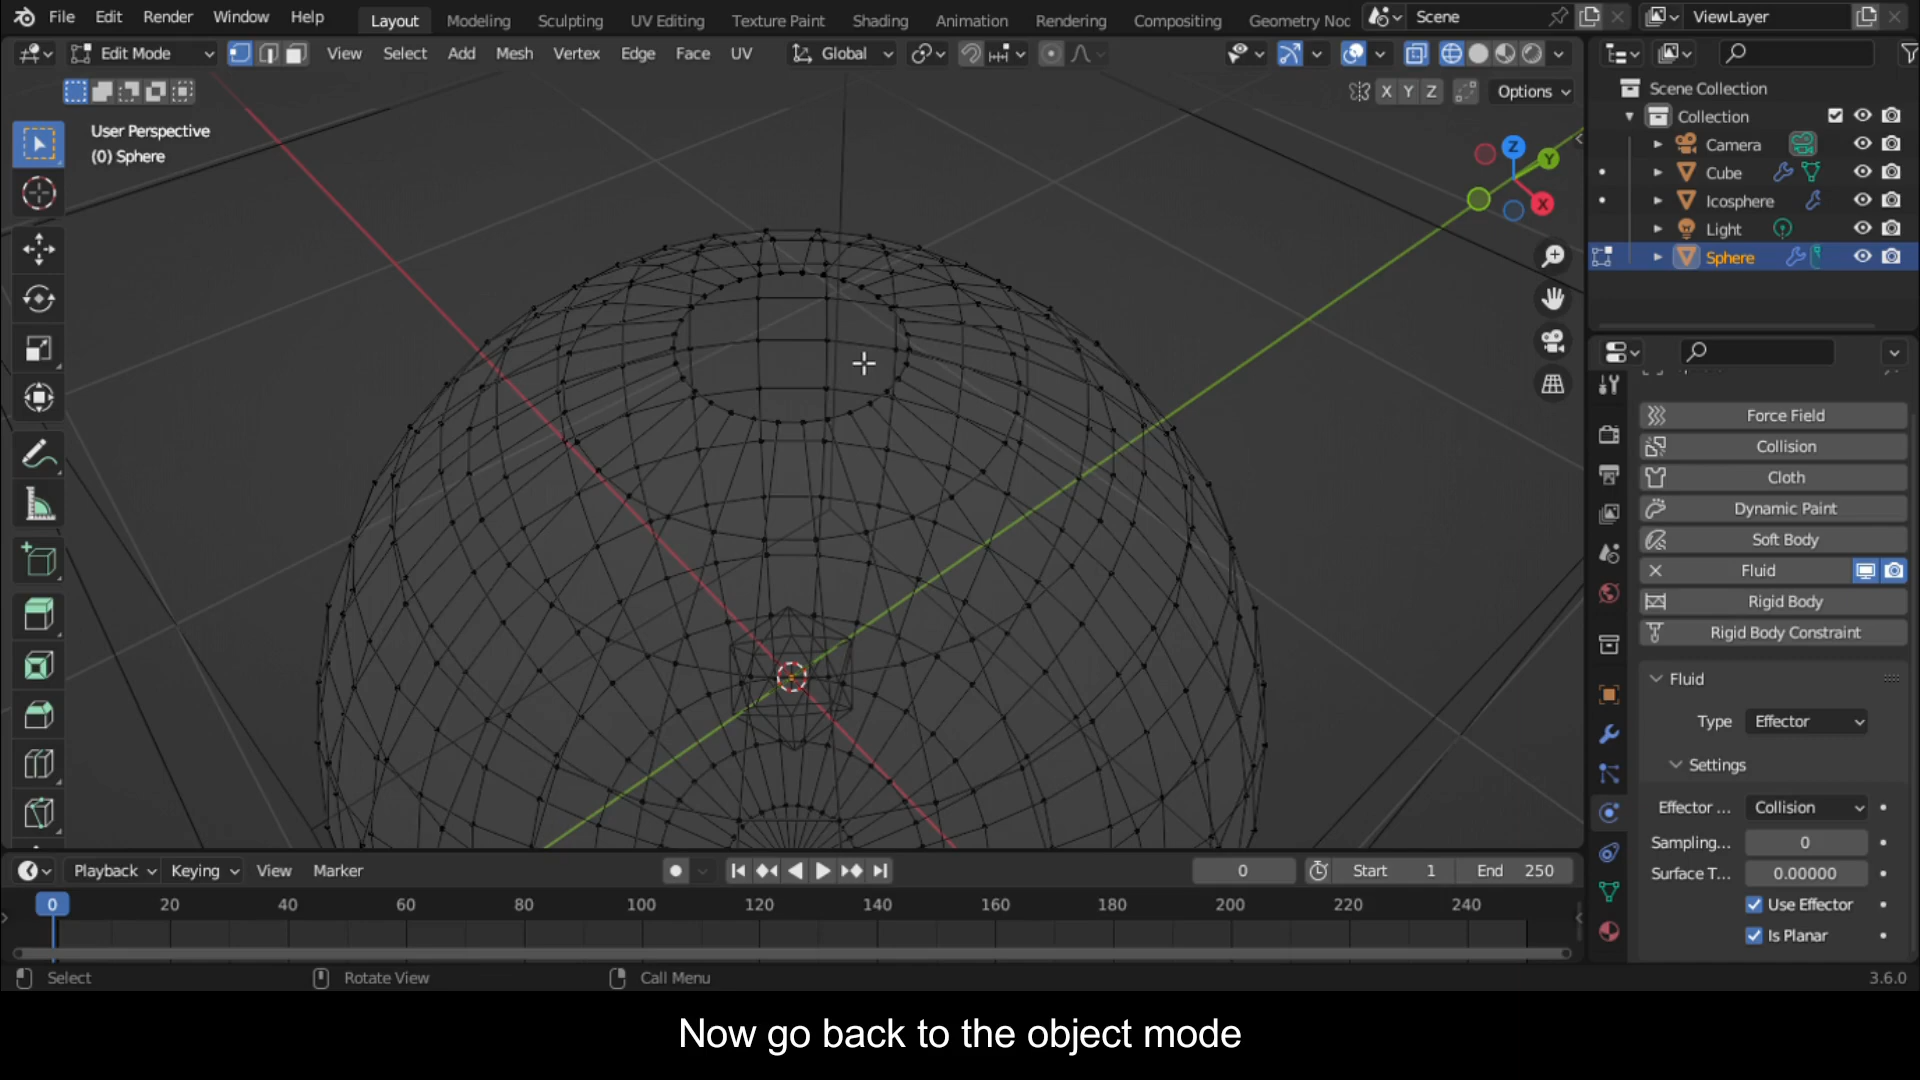 File Edit Render Window Help Layout Modeling Sculpting UV Editing Texture Paint Shading Animation Rendering Compositing Geometry Noc Scene ViewLayer
Edit Mode View Select Add Mesh Vertex Edge Face UV Global
X Y Z Options
User Perspective
(0) Sphere
Z
Y
X
Scene Collection
Collection
Camera
Cube
Icosphere
Light
Sphere
Force Field
Collision
Cloth
Dynamic Paint
Soft Body
Fluid
Rigid Body
Rigid Body Constraint
Fluid
Type Effector
Settings
Effector ... Collision
Sampling... 0
Surface T... 0.00000
Use Effector
Is Planar
Playback Keying View Marker 0 Start 1 End 250
0 20 40 60 80 100 120 140 160 180 200 220 240
Select Rotate View Call Menu 3.6.0
Now go back to the object mode